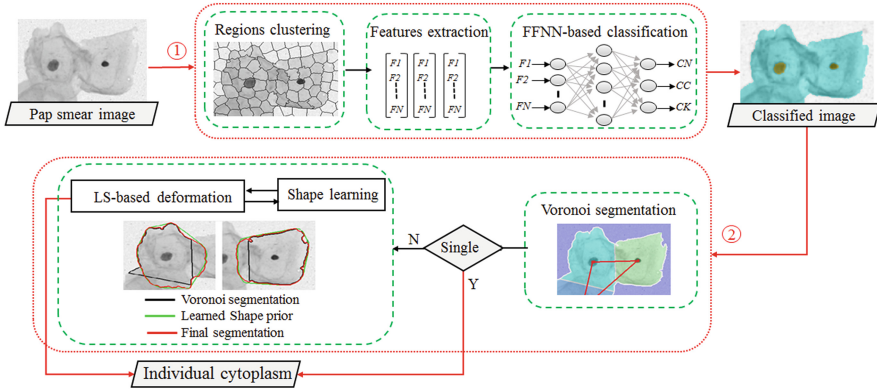 Regions clustering
Features extraction
FFNN-based classification
1
F1 F1 F1
F2 F2 F2
FN FN FN
F1
F2
FN
CN
CC
CK
Pap smear image
Classified image
LS-based deformation
Shape learning
Voronoi segmentation
2
N
Single
Y
Voronoi segmentation
Learned Shape prior
Final segmentation
Individual cytoplasm